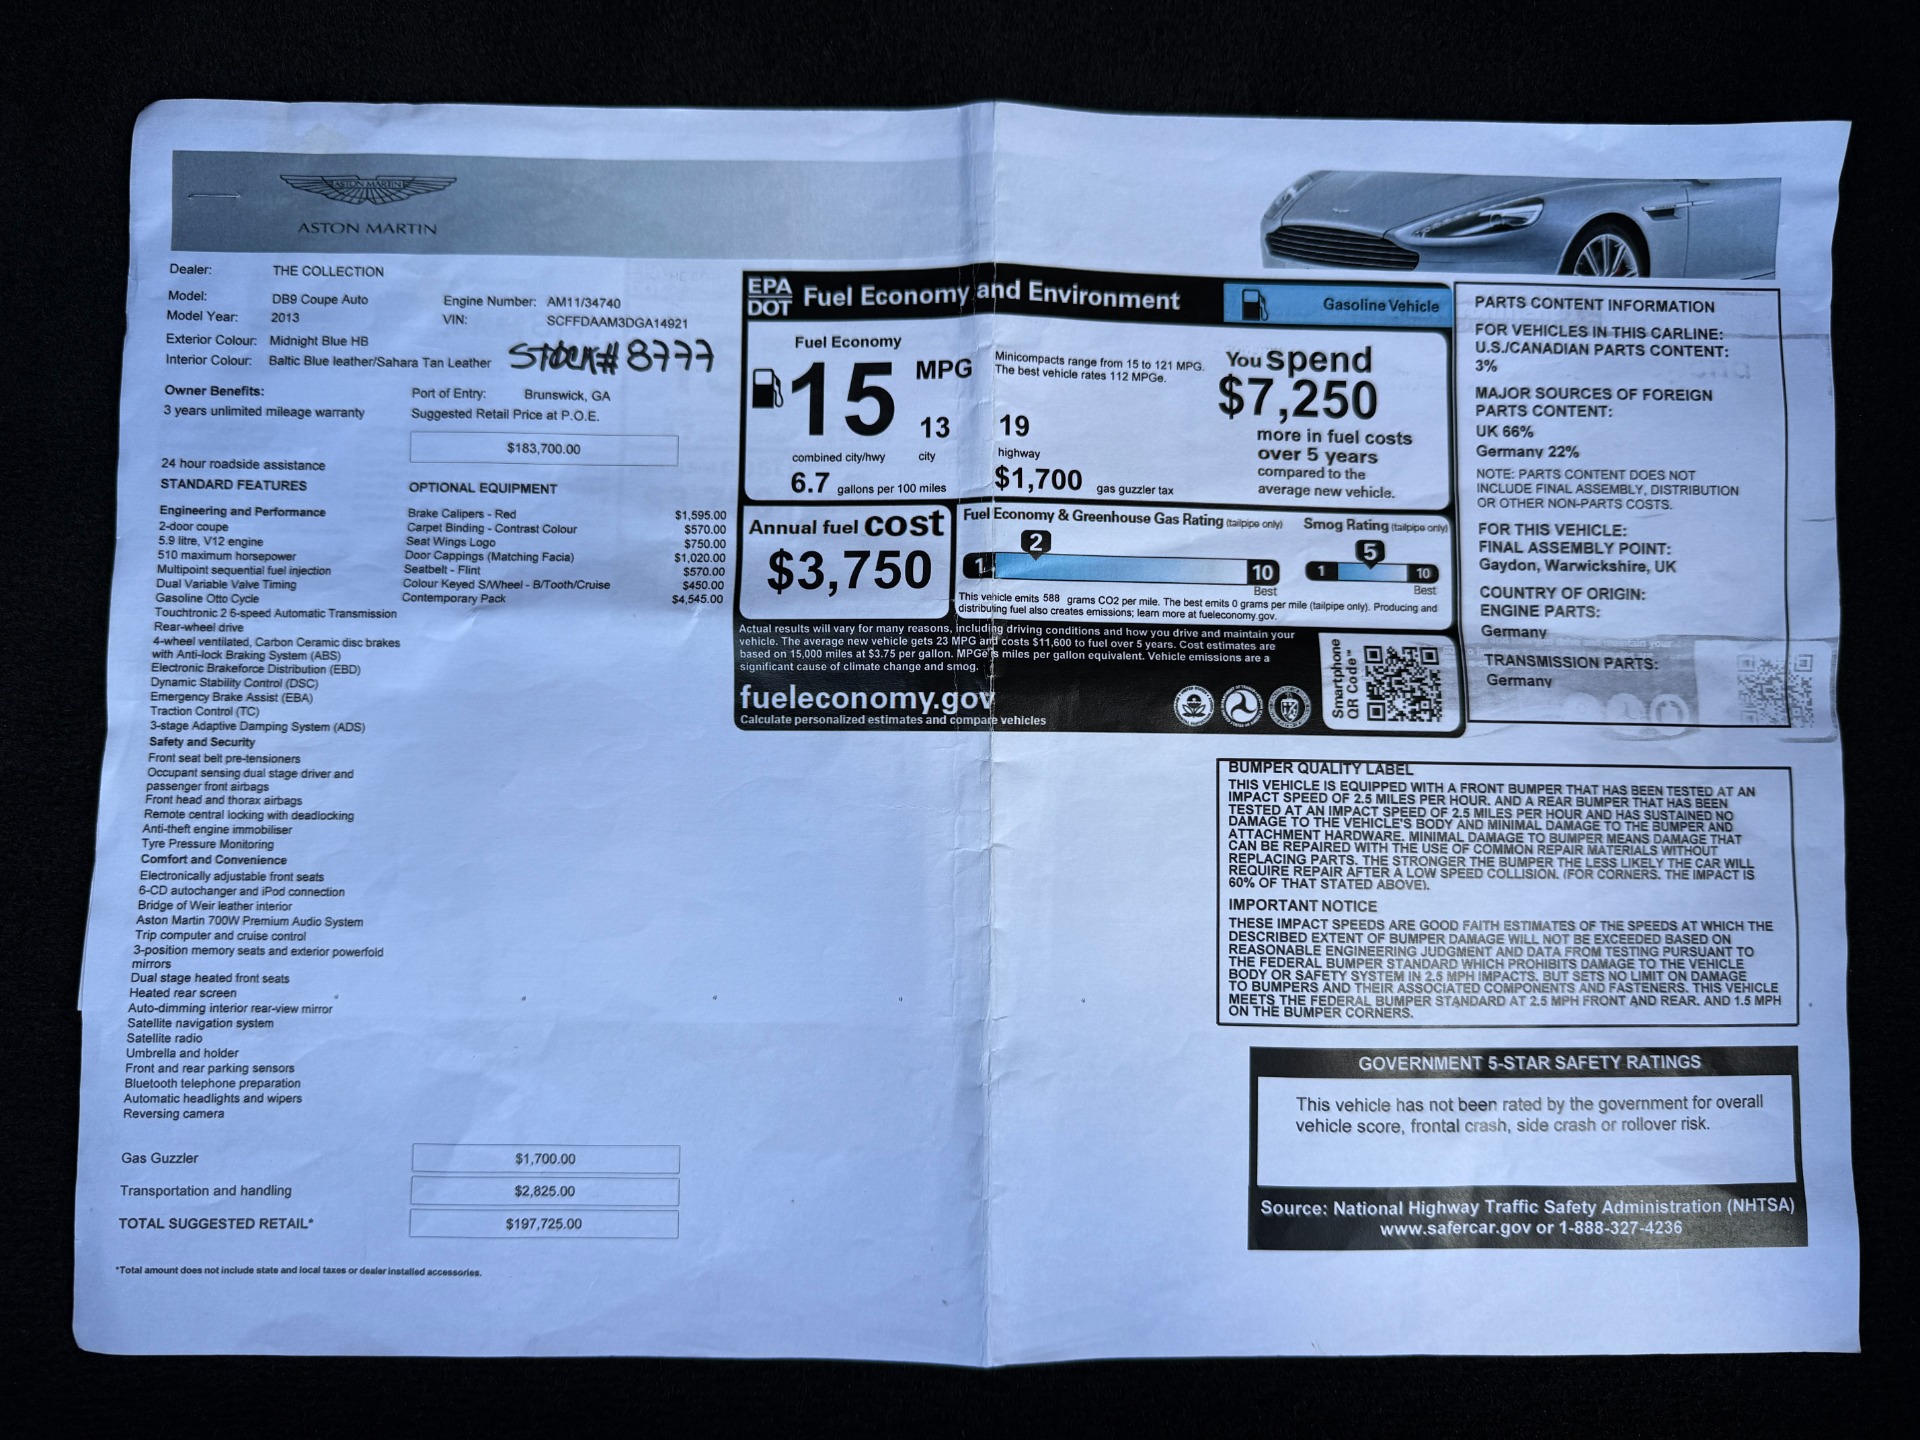 ASTON MARTIN
ASTON MARTIN
Dealer: THE COLLECTION
Model: DB9 Coupe Auto
Model Year: 2013
Engine Number: AM11/34740
VIN: SCFFDAAM3DGA14921
Exterior Colour: Midnight Blue HB
Interior Colour: Baltic Blue leather/Sahara Tan Leather
STOCK# 8777
Owner Benefits:
3 years unlimited mileage warranty
24 hour roadside assistance
Port of Entry: Brunswick, GA
Suggested Retail Price at P.O.E.
$183,700.00
STANDARD FEATURES
Engineering and Performance
2-door coupe
5.9 litre, V12 engine
510 maximum horsepower
Multipoint sequential fuel injection
Dual Variable Valve Timing
Gasoline Otto Cycle
Touchtronic 2 6-speed Automatic Transmission
Rear-wheel drive
4-wheel ventilated, Carbon Ceramic disc brakes
with Anti-lock Braking System (ABS)
Electronic Brakeforce Distribution (EBD)
Dynamic Stability Control (DSC)
Emergency Brake Assist (EBA)
Traction Control (TC)
3-stage Adaptive Damping System (ADS)
Safety and Security
Front seat belt pre-tensioners
Occupant sensing dual stage driver and
passenger front airbags
Front head and thorax airbags
Remote central locking with deadlocking
Anti-theft engine immobiliser
Tyre Pressure Monitoring
Comfort and Convenience
Electronically adjustable front seats
6-CD autochanger and iPod connection
Bridge of Weir leather interior
Aston Martin 700W Premium Audio System
Trip computer and cruise control
3-position memory seats and exterior powerfold
mirrors
Dual stage heated front seats
Heated rear screen
Auto-dimming interior rear-view mirror
Satellite navigation system
Satellite radio
Umbrella and holder
Front and rear parking sensors
Bluetooth telephone preparation
Automatic headlights and wipers
Reversing camera
OPTIONAL EQUIPMENT
Brake Calipers - Red $1,595.00
Carpet Binding - Contrast Colour $570.00
Seat Wings Logo $750.00
Door Cappings (Matching Facia) $1,020.00
Seatbelt - Flint $570.00
Colour Keyed S/Wheel - B/Tooth/Cruise $450.00
Contemporary Pack $4,545.00
Gas Guzzler $1,700.00
Transportation and handling $2,825.00
TOTAL SUGGESTED RETAIL* $197,725.00
*Total amount does not include state and local taxes or dealer installed accessories.
EPA
DOT
Fuel Economy and Environment
Gasoline Vehicle
Fuel Economy
15 MPG
combined city/hwy
13
city
19
highway
6.7 gallons per 100 miles
$1,700 gas guzzler tax
Minicompacts range from 15 to 121 MPG.
The best vehicle rates 112 MPGe.
You spend
$7,250
more in fuel costs
over 5 years
compared to the
average new vehicle.
Annual fuel cost
$3,750
Fuel Economy & Greenhouse Gas Rating (tailpipe only)
2
1
10
Best
Smog Rating (tailpipe only)
5
1
10
Best
This vehicle emits 588 grams CO2 per mile. The best emits 0 grams per mile (tailpipe only). Producing and
distributing fuel also creates emissions; learn more at fueleconomy.gov.
Actual results will vary for many reasons, including driving conditions and how you drive and maintain your
vehicle. The average new vehicle gets 23 MPG and costs $11,600 to fuel over 5 years. Cost estimates are
based on 15,000 miles at $3.75 per gallon. MPGe is miles per gallon equivalent. Vehicle emissions are a
significant cause of climate change and smog.
fueleconomy.gov
Calculate personalized estimates and compare vehicles
Smartphone
QR Code™
PARTS CONTENT INFORMATION
FOR VEHICLES IN THIS CARLINE:
U.S./CANADIAN PARTS CONTENT:
3%
MAJOR SOURCES OF FOREIGN
PARTS CONTENT:
UK 66%
Germany 22%
NOTE: PARTS CONTENT DOES NOT
INCLUDE FINAL ASSEMBLY, DISTRIBUTION
OR OTHER NON-PARTS COSTS.
FOR THIS VEHICLE:
FINAL ASSEMBLY POINT:
Gaydon, Warwickshire, UK
COUNTRY OF ORIGIN:
ENGINE PARTS:
Germany
TRANSMISSION PARTS:
Germany
BUMPER QUALITY LABEL
THIS VEHICLE IS EQUIPPED WITH A FRONT BUMPER THAT HAS BEEN TESTED AT AN
IMPACT SPEED OF 2.5 MILES PER HOUR. AND A REAR BUMPER THAT HAS BEEN
TESTED AT AN IMPACT SPEED OF 2.5 MILES PER HOUR AND HAS SUSTAINED NO
DAMAGE TO THE VEHICLE'S BODY AND MINIMAL DAMAGE TO THE BUMPER AND
ATTACHMENT HARDWARE. MINIMAL DAMAGE TO BUMPER MEANS DAMAGE THAT
CAN BE REPAIRED WITH THE USE OF COMMON REPAIR MATERIALS WITHOUT
REPLACING PARTS. THE STRONGER THE BUMPER THE LESS LIKELY THE CAR WILL
REQUIRE REPAIR AFTER A LOW SPEED COLLISION. (FOR CORNERS. THE IMPACT IS
60% OF THAT STATED ABOVE).
IMPORTANT NOTICE
THESE IMPACT SPEEDS ARE GOOD FAITH ESTIMATES OF THE SPEEDS AT WHICH THE
DESCRIBED EXTENT OF BUMPER DAMAGE WILL NOT BE EXCEEDED BASED ON
REASONABLE ENGINEERING JUDGMENT AND DATA FROM TESTING PURSUANT TO
THE FEDERAL BUMPER STANDARD WHICH PROHIBITS DAMAGE TO THE VEHICLE
BODY OR SAFETY SYSTEM IN 2.5 MPH IMPACTS. BUT SETS NO LIMIT ON DAMAGE
TO BUMPERS AND THEIR ASSOCIATED COMPONENTS AND FASTENERS. THIS VEHICLE
MEETS THE FEDERAL BUMPER STANDARD AT 2.5 MPH FRONT AND REAR. AND 1.5 MPH
ON THE BUMPER CORNERS.
GOVERNMENT 5-STAR SAFETY RATINGS
This vehicle has not been rated by the government for overall
vehicle score, frontal crash, side crash or rollover risk.
Source: National Highway Traffic Safety Administration (NHTSA)
www.safercar.gov or 1-888-327-4236